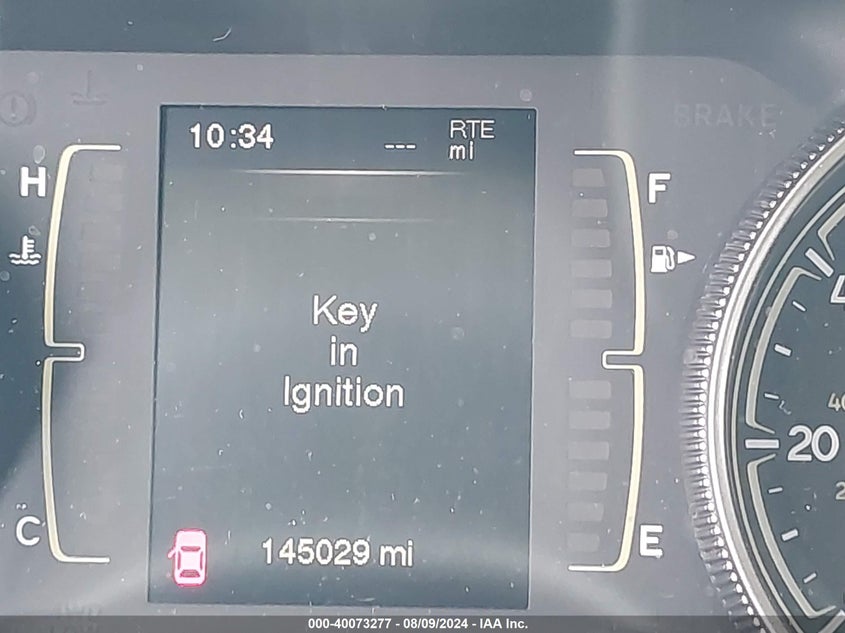 10:34
---
RTE
mi
BRAKE
H
F
Key
in
Ignition
20
C
E
145029 mi
000-40073277 - 08/09/2024 - IAA Inc.